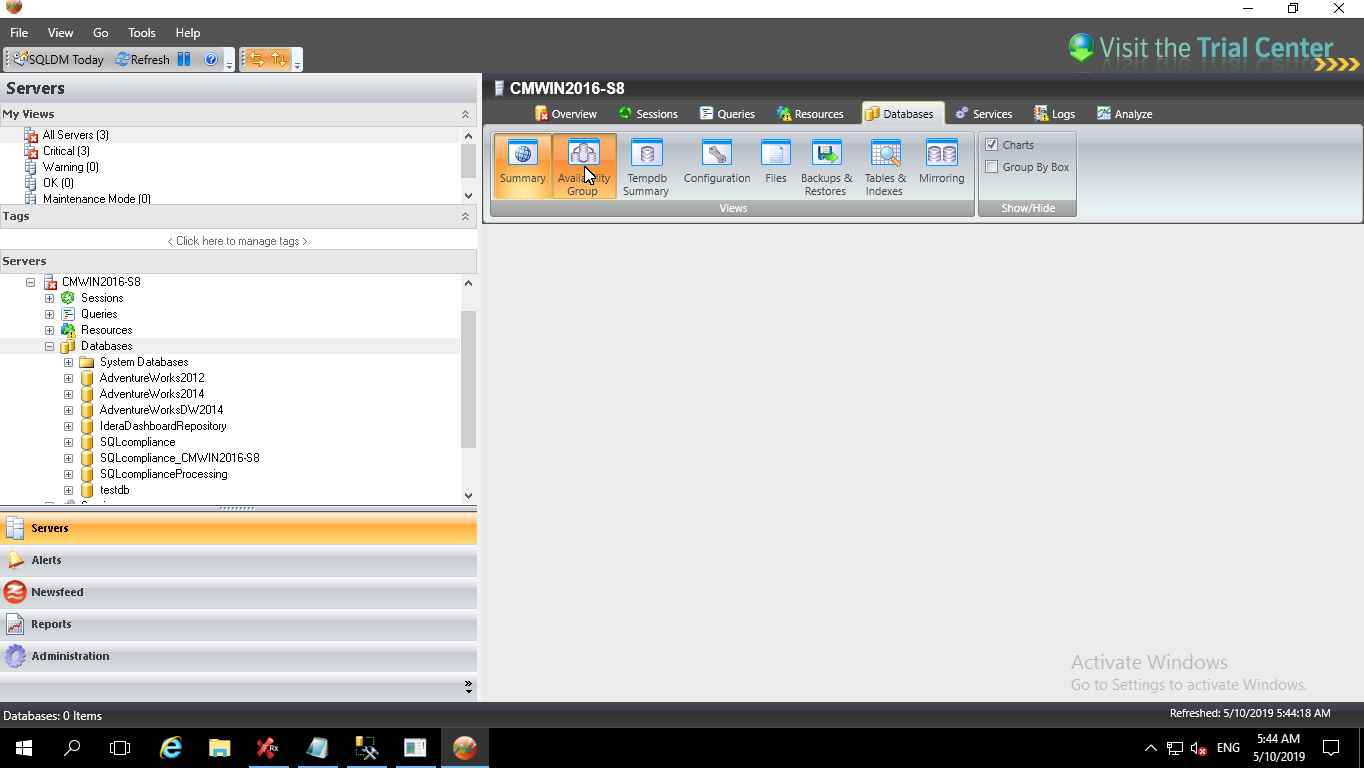 File View Go Tools Help
SQLDM Today Refresh
Visit the Trial Center
Servers
My Views
All Servers (3)
Critical (3)
Warning (0)
OK (0)
Maintenance Mode (0)
Tags
< Click here to manage tags >
Servers
CMWIN2016-S8
Sessions
Queries
Resources
Databases
System Databases
AdventureWorks2012
AdventureWorks2014
AdventureWorksDW2014
IderaDashboardRepository
SQLcompliance
SQLcompliance_CMWIN2016-S8
SQLcomplianceProcessing
testdb
Servers
Alerts
Newsfeed
Reports
Administration
Databases: 0 Items
CMWIN2016-S8
Overview Sessions Queries Resources Databases Services Logs Analyze
Summary
Availability
Group
Tempdb
Summary
Configuration
Files
Backups &
Restores
Tables &
Indexes
Mirroring
Views
Charts
Group By Box
Show/Hide
Activate Windows
Go to Settings to activate Windows.
Refreshed: 5/10/2019 5:44:18 AM
Rx
ENG
5:44 AM
5/10/2019